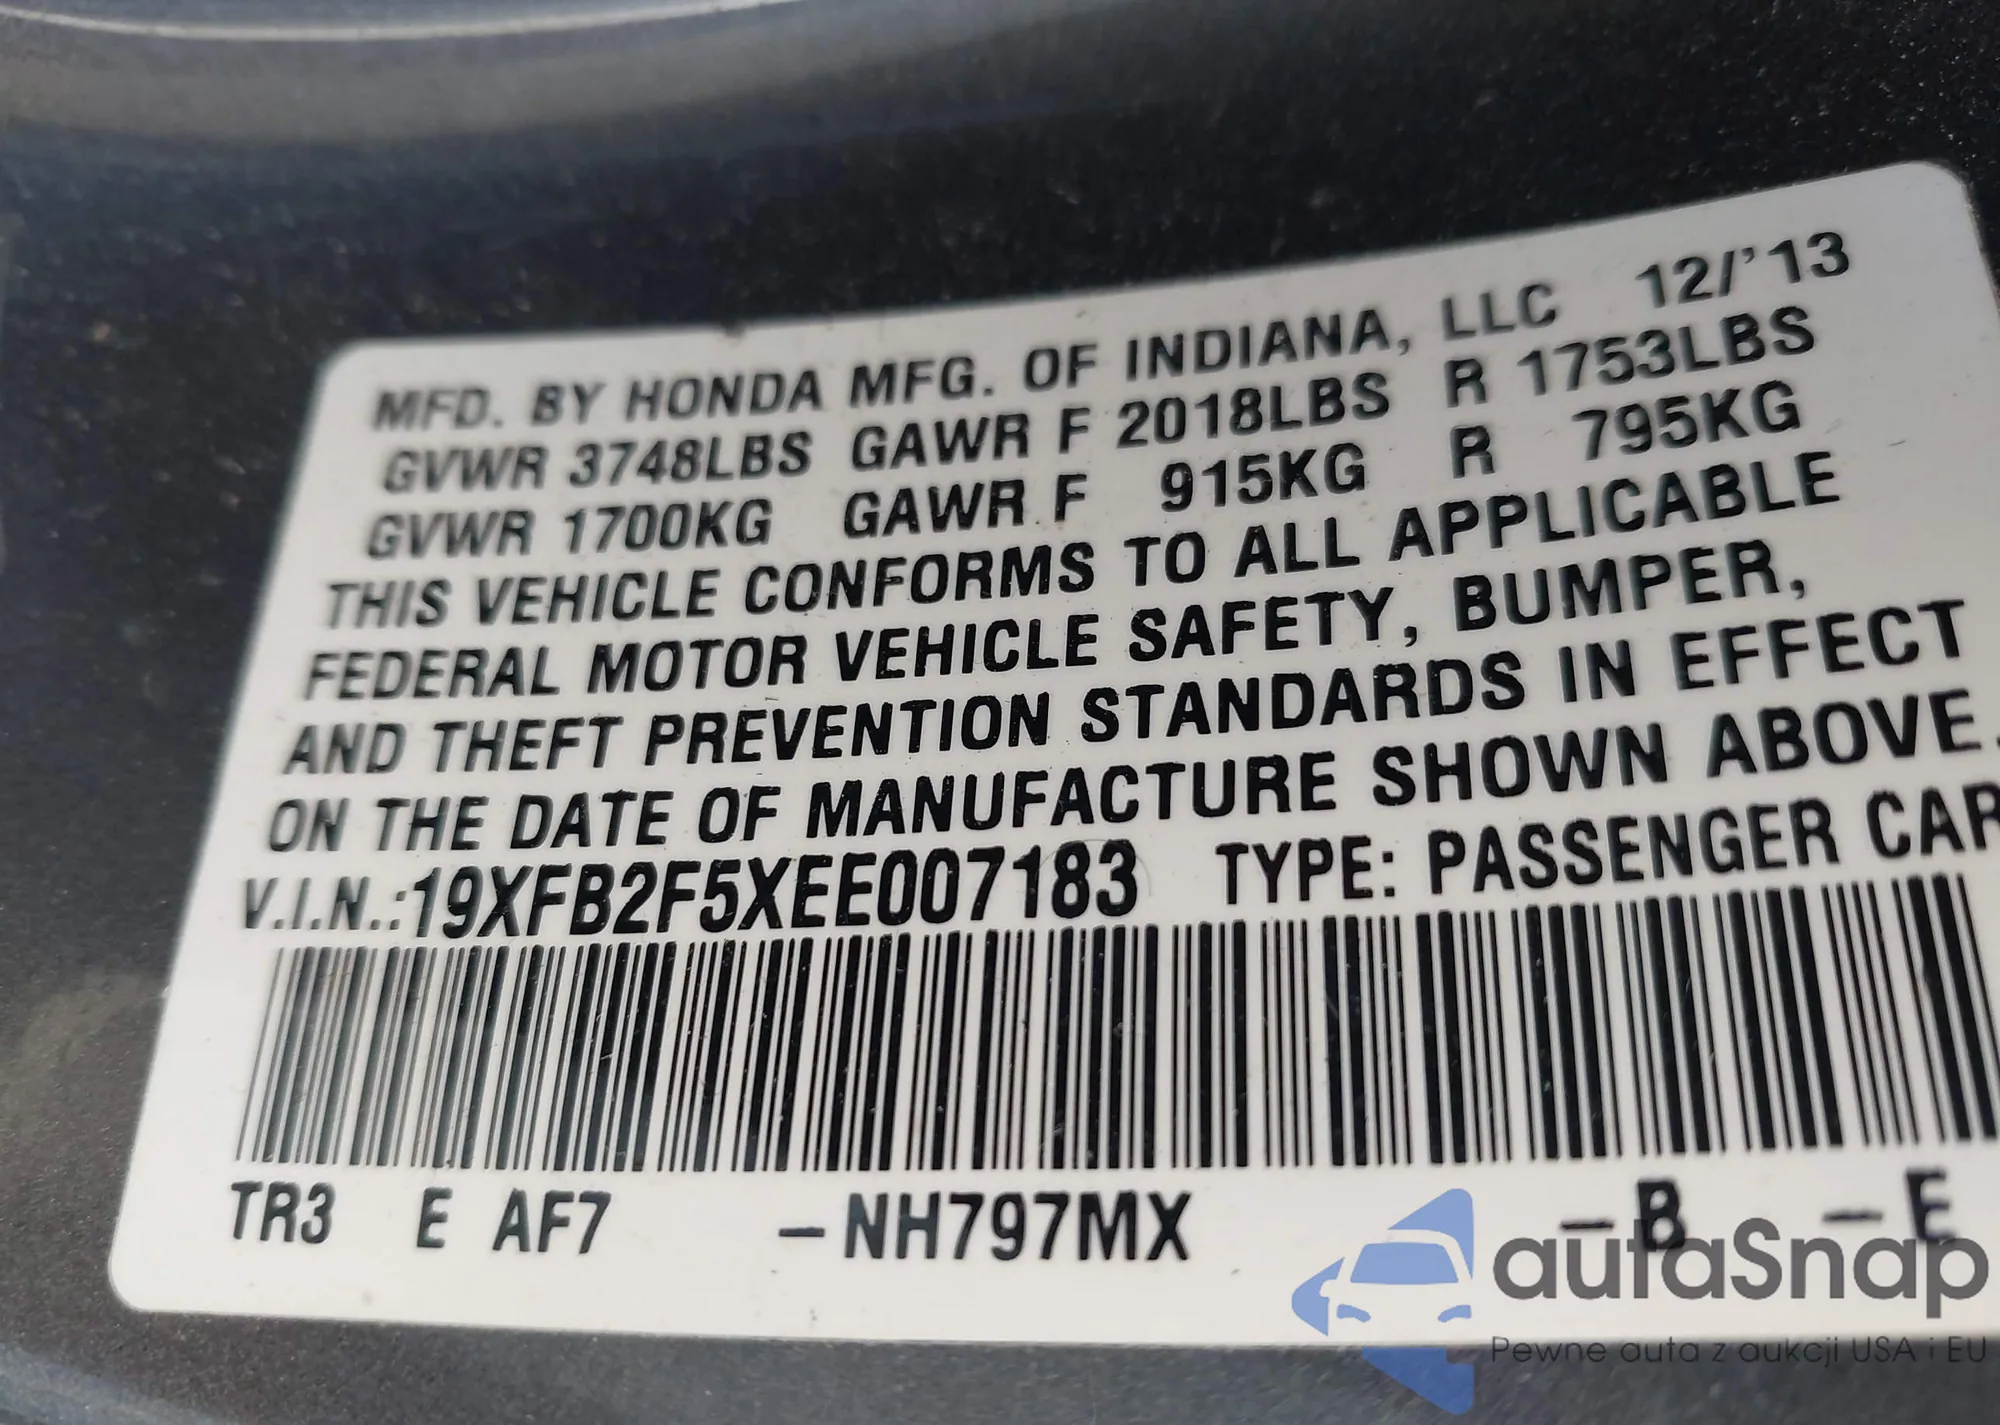 MFD. BY HONDA MFG. OF INDIANA, LLC 12/'13
GVWR 3748LBS GAWR F 2018LBS R 1753LBS
GVWR 1700KG GAWR F 915KG R 795KG
THIS VEHICLE CONFORMS TO ALL APPLICABLE
FEDERAL MOTOR VEHICLE SAFETY, BUMPER,
AND THEFT PREVENTION STANDARDS IN EFFECT
ON THE DATE OF MANUFACTURE SHOWN ABOVE.
V.I.N.:19XFB2F5XEE007183 TYPE: PASSENGER CAR
TR3 E AF7 –NH797MX –B –E
autaSnap
Pewne auta z aukcji USA i EU